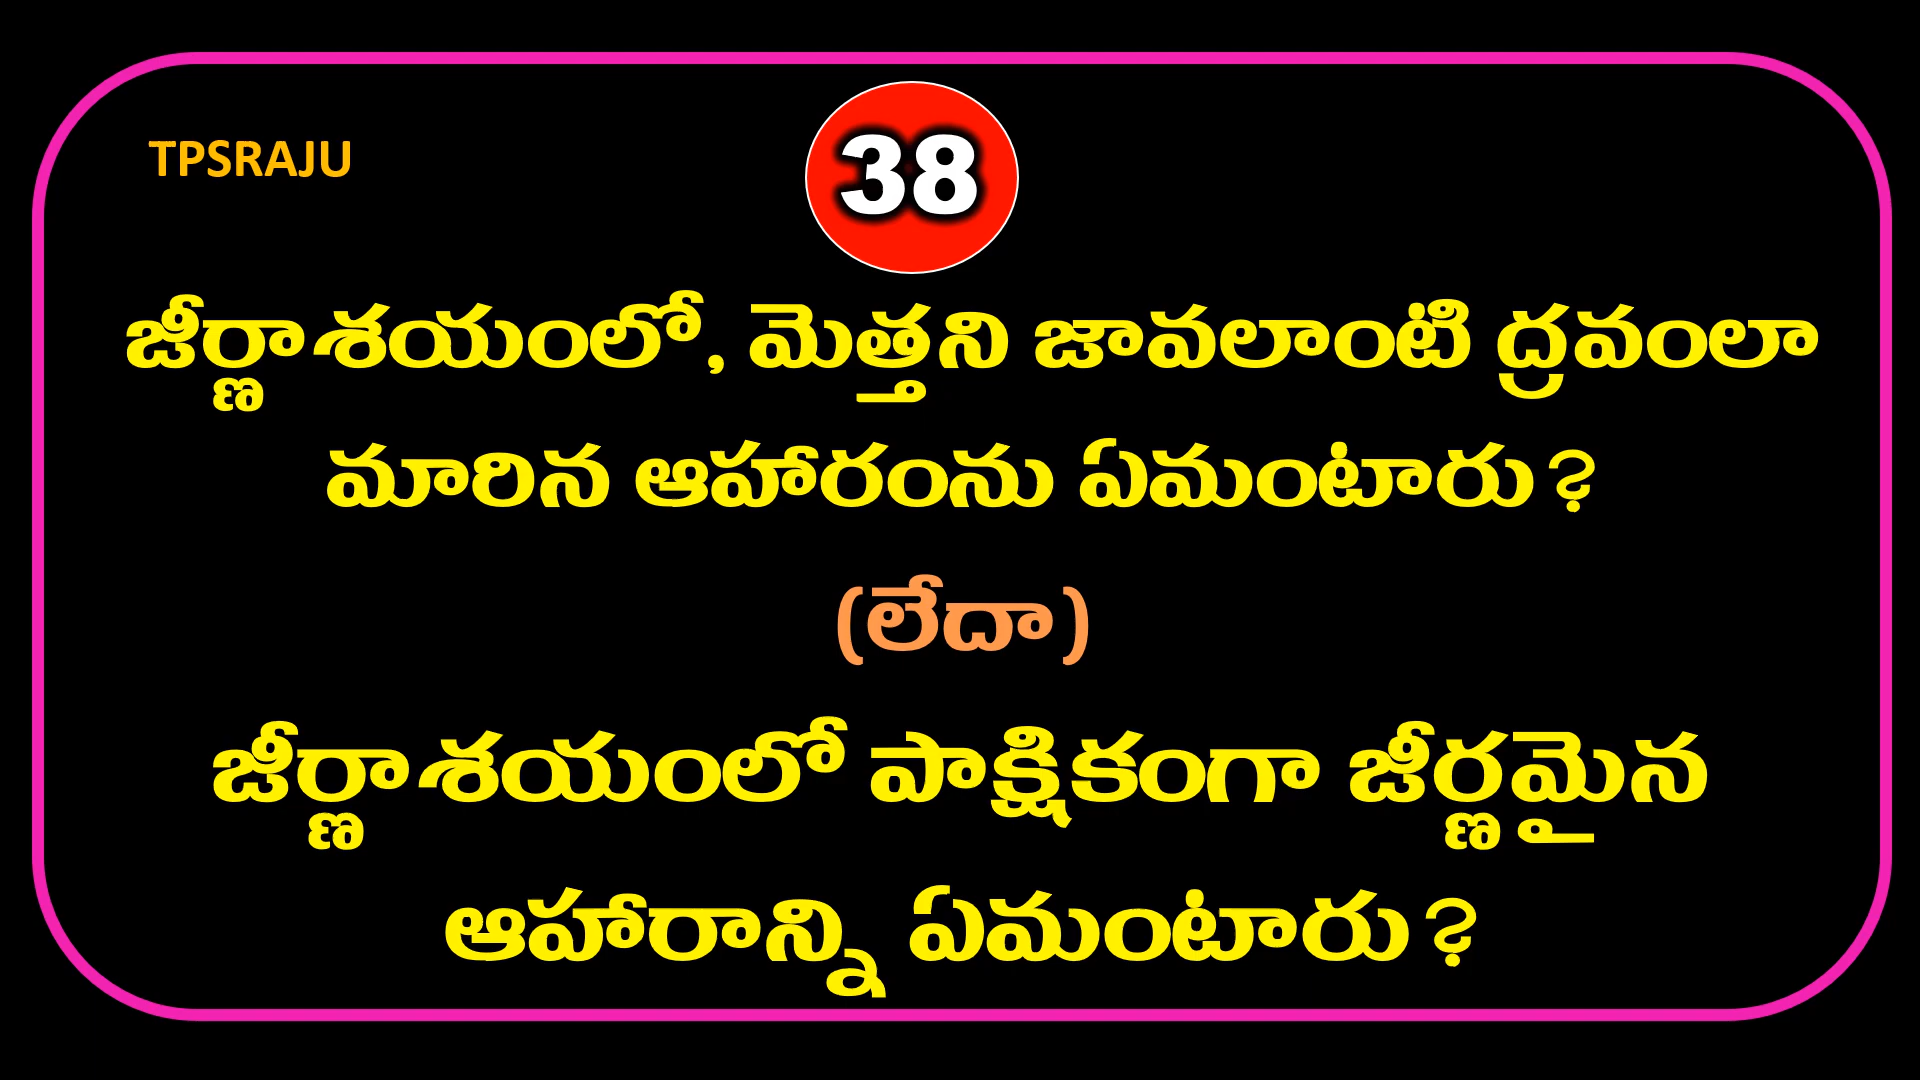 TPSRAJU
38
జీర్ణాశయంలో, మెత్తని జావలాంటి ద్రవంలా
మారిన ఆహారంను ఏమంటారు?
(లేదా)
జీర్ణాశయంలో పాక్షికంగా జీర్ణమైన
ఆహారాన్ని ఏమంటారు?